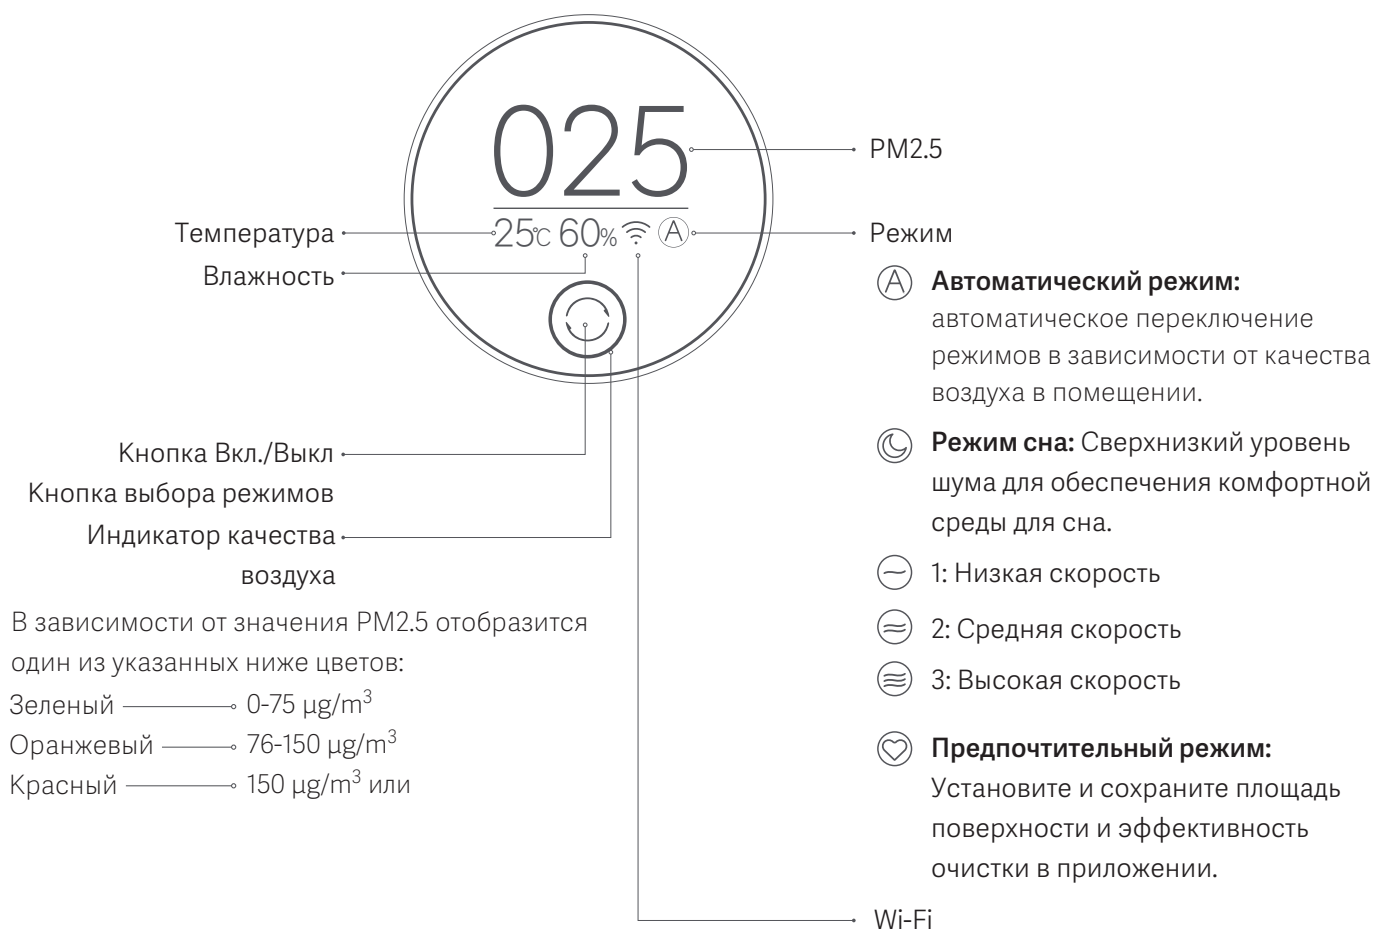 025
PM2.5
25℃ 60% A
Температура
Режим
Влажность
Автоматический режим:
автоматическое переключение
режимов в зависимости от качества
воздуха в помещении.
Режим сна: Сверхнизкий уровень
шума для обеспечения комфортной
среды для сна.
1: Низкая скорость
2: Средняя скорость
3: Высокая скорость
Предпочтительный режим:
Установите и сохраните площадь
поверхности и эффективность
очистки в приложении.
Кнопка Вкл./Выкл
Кнопка выбора режимов
Индикатор качества
воздуха
В зависимости от значения PM2.5 отобразится
один из указанных ниже цветов:
Зеленый 0-75 µg/m³
Оранжевый 76-150 µg/m³
Красный 150 µg/m³ или
Wi-Fi